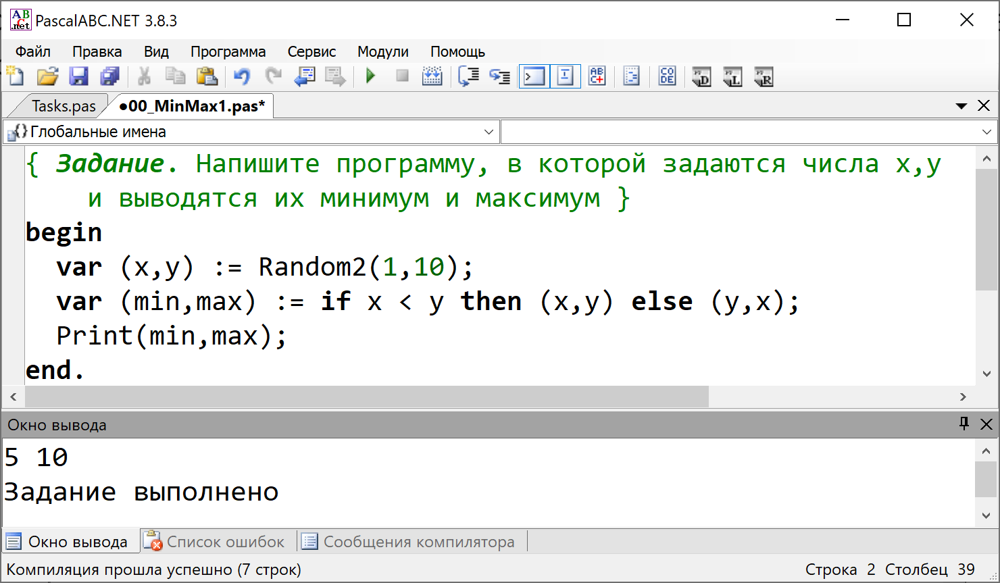 PascalABC.NET 3.8.3
Файл Правка Вид Программа Сервис Модули Помощь
Tasks.pas ●00_MinMax1.pas*
Глобальные имена
{ Задание. Напишите программу, в которой задаются числа x,y
и выводятся их минимум и максимум }
begin
var (x,y) := Random2(1,10);
var (min,max) := if x < y then (x,y) else (y,x);
Print(min,max);
end.
Окно вывода
5 10
Задание выполнено
Окно вывода Список ошибок Сообщения компилятора
Компиляция прошла успешно (7 строк) Строка 2 Столбец 39